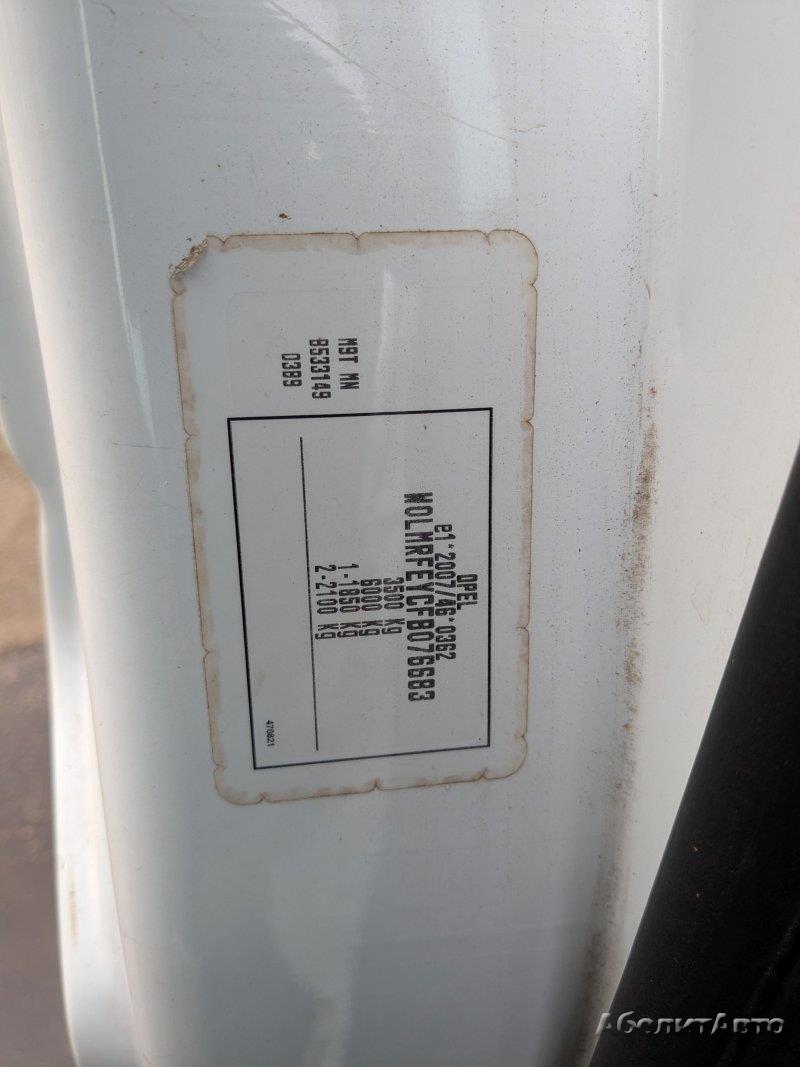 M9T MN
B533149
0389
OPEL
e1*2007/46*0362
W0LMRFEYCFB076683
3500 Kg
6000 Kg
1-1850 Kg
2-2100 Kg
470821
АболитАвто